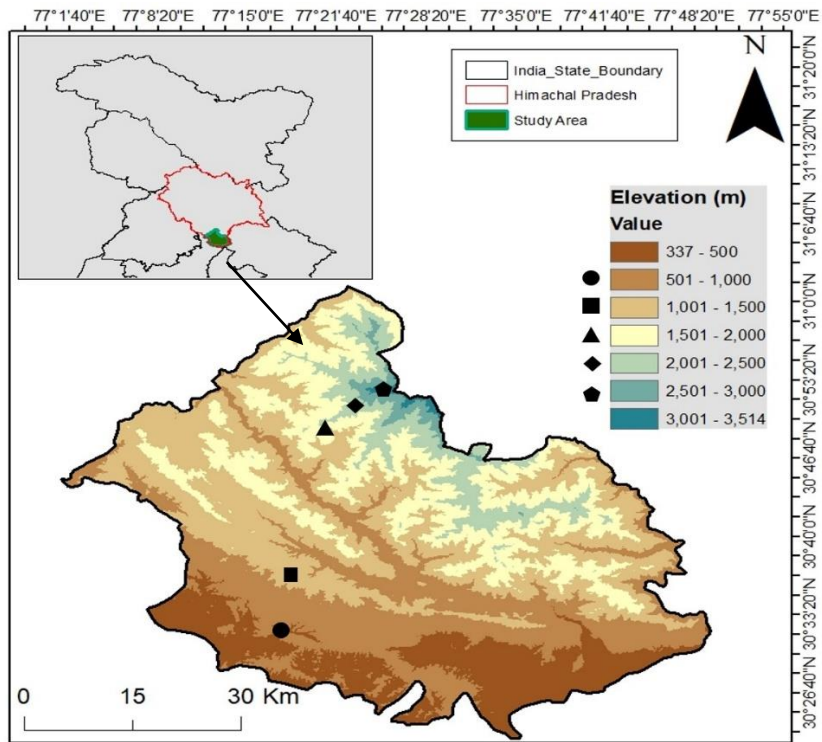 77°1'40"E 77°8'20"E 77°15'0"E 77°21'40"E 77°28'20"E 77°35'0"E 77°41'40"E 77°48'20"E 77°55'0"E
India_State_Boundary
Himachal Pradesh
Study Area
N
31°20'0"N
31°13'20"N
31°6'40"N
31°0'0"N
30°53'20"N
30°46'40"N
30°40'0"N
30°33'20"N
30°26'40"N
Elevation (m)
Value
337 - 500
501 - 1,000
1,001 - 1,500
1,501 - 2,000
2,001 - 2,500
2,501 - 3,000
3,001 - 3,514
0 15 30 Km